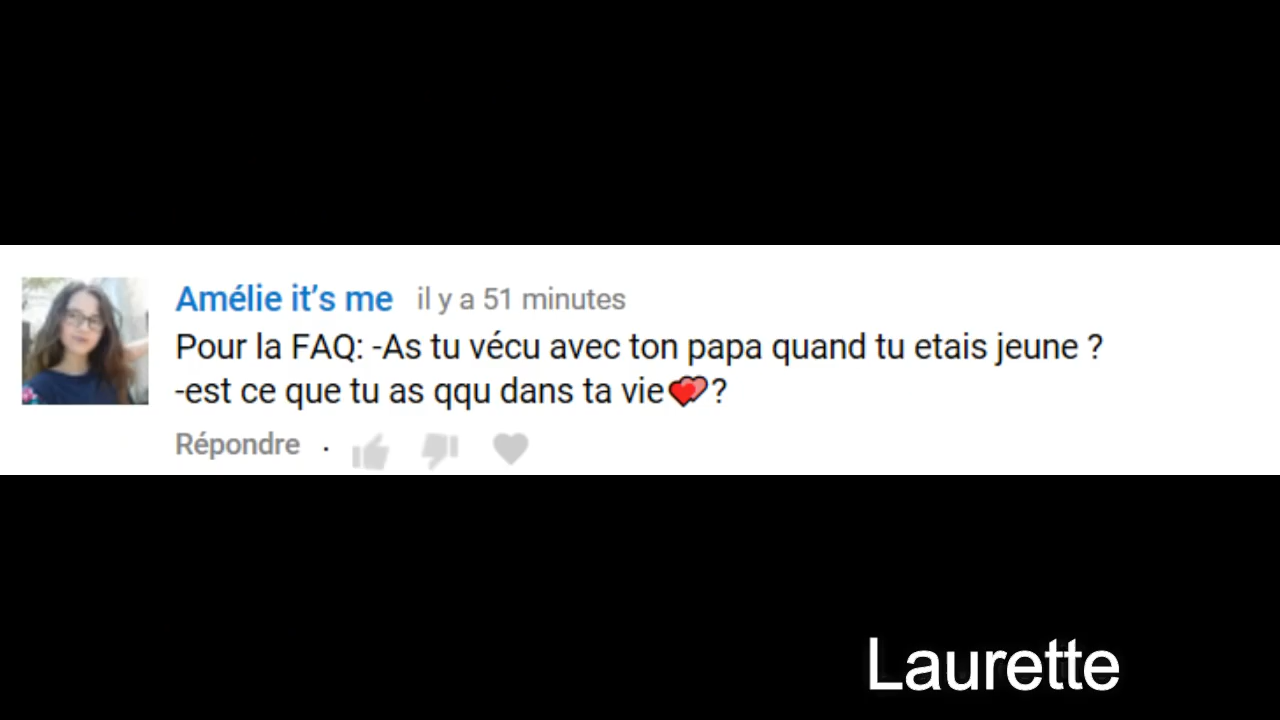 Amélie it's me il y a 51 minutes
Pour la FAQ: -As tu vécu avec ton papa quand tu etais jeune ?
-est ce que tu as qqu dans ta vie💕?
Répondre ·
Laurette